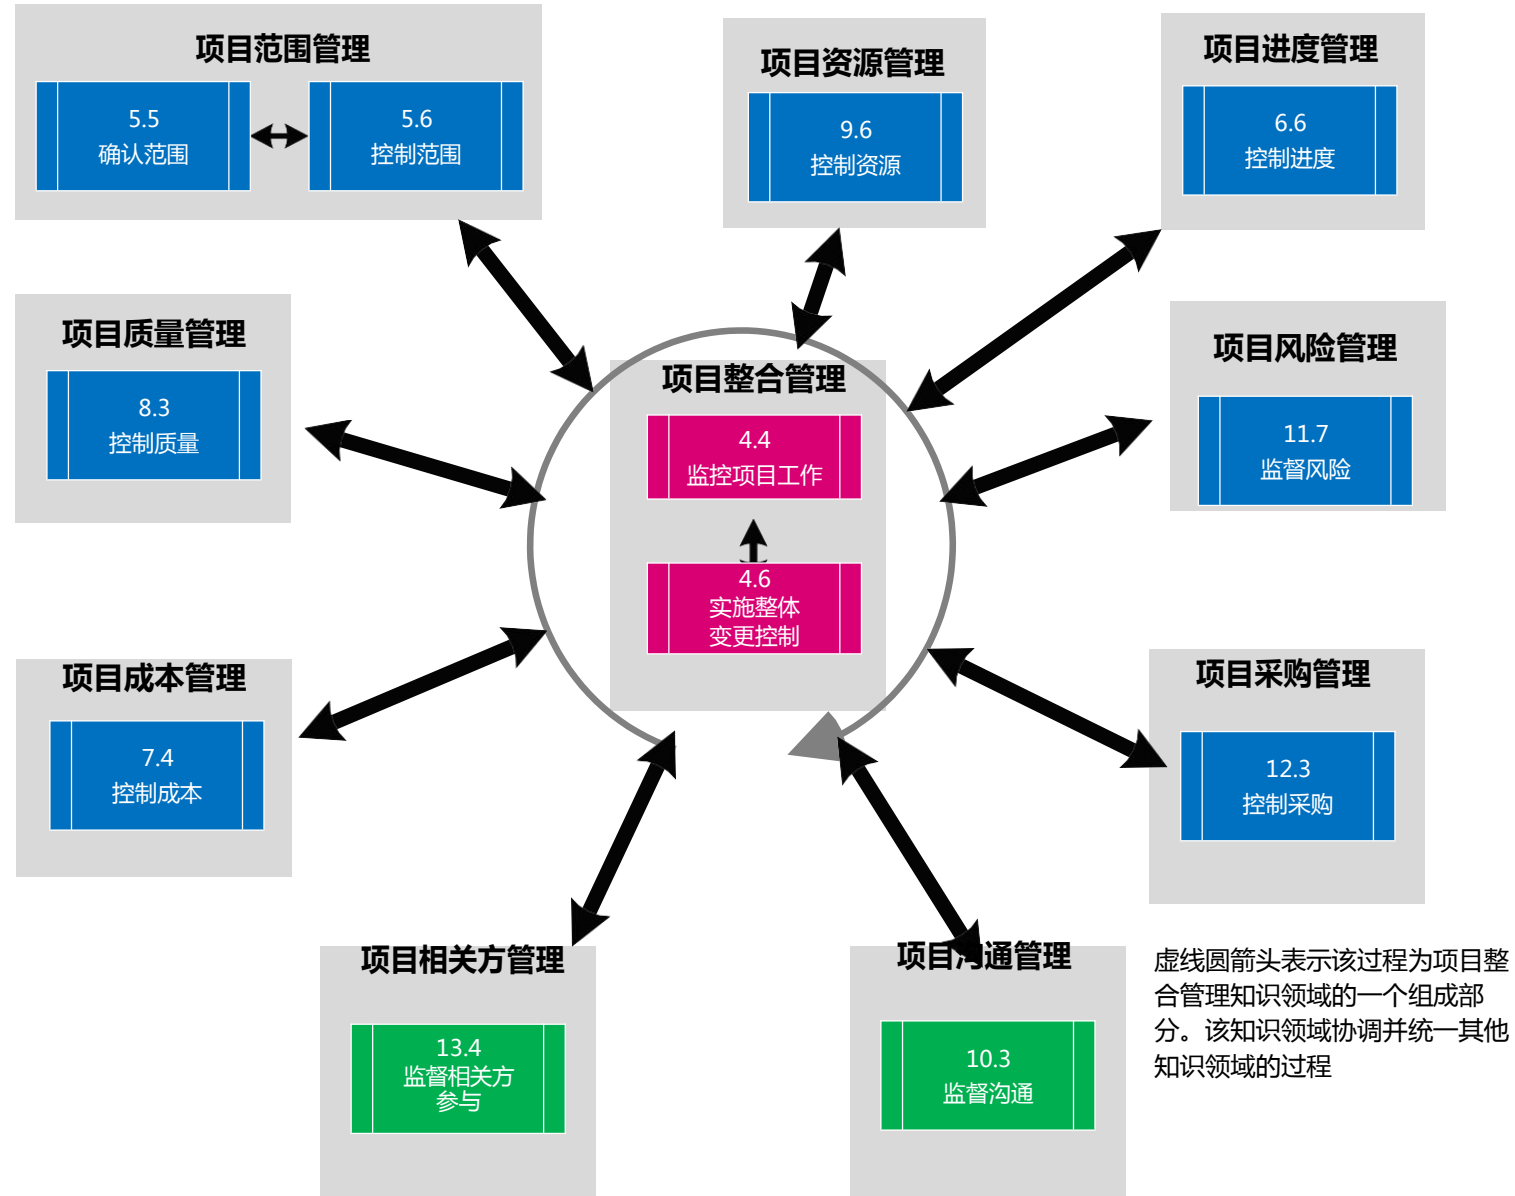 项目范围管理
5.5
确认范围
5.6
控制范围
项目资源管理
9.6
控制资源
项目进度管理
6.6
控制进度
项目质量管理
8.3
控制质量
项目整合管理
4.4
监控项目工作
4.6
实施整体
变更控制
项目风险管理
11.7
监督风险
项目成本管理
7.4
控制成本
项目采购管理
12.3
控制采购
项目相关方管理
13.4
监督相关方
参与
项目沟通管理
10.3
监督沟通
虚线圆箭头表示该过程为项目整
合管理知识领域的一个组成部
分。该知识领域协调并统一其他
知识领域的过程